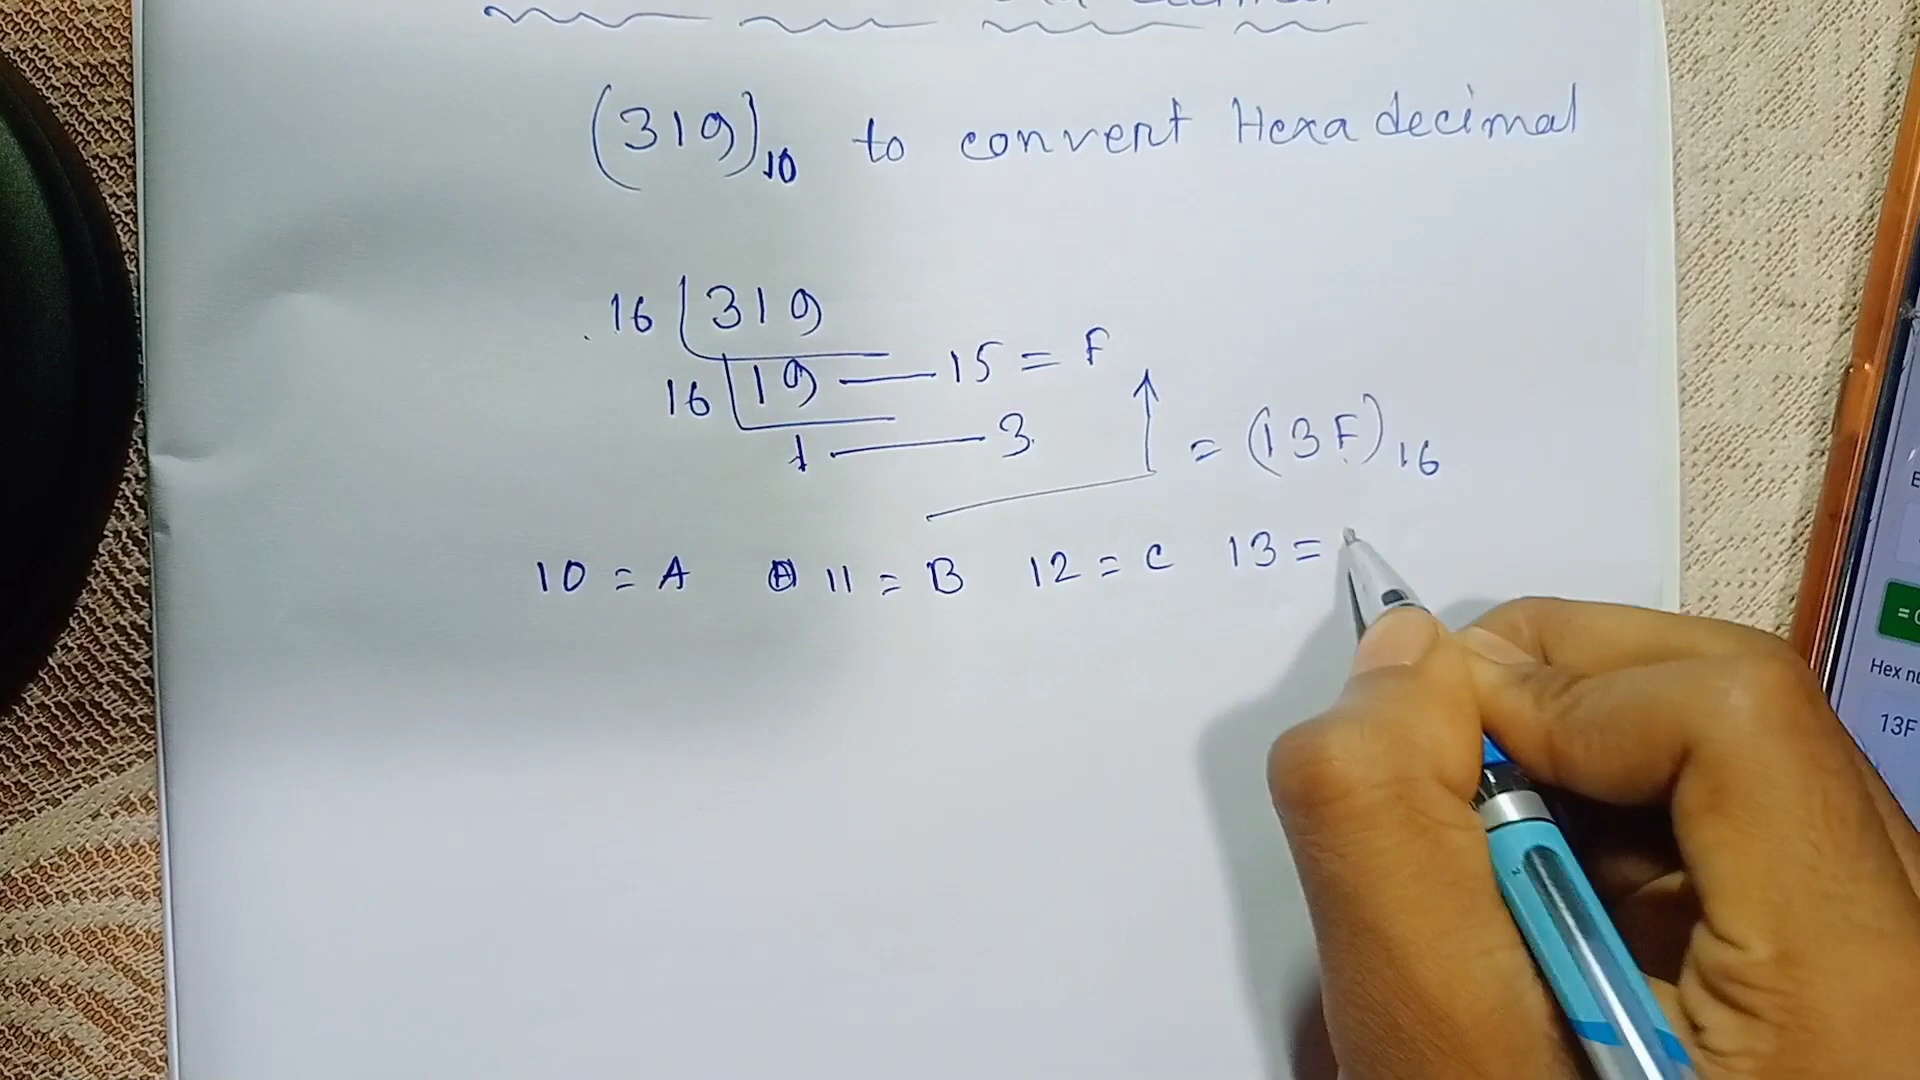 (319)10 to convert Hexa decimal
16 319
16 19 — 15 = F
1 — 3
= (13F)16
10 = A 11 = B 12 = C 13 =
Hex
13F